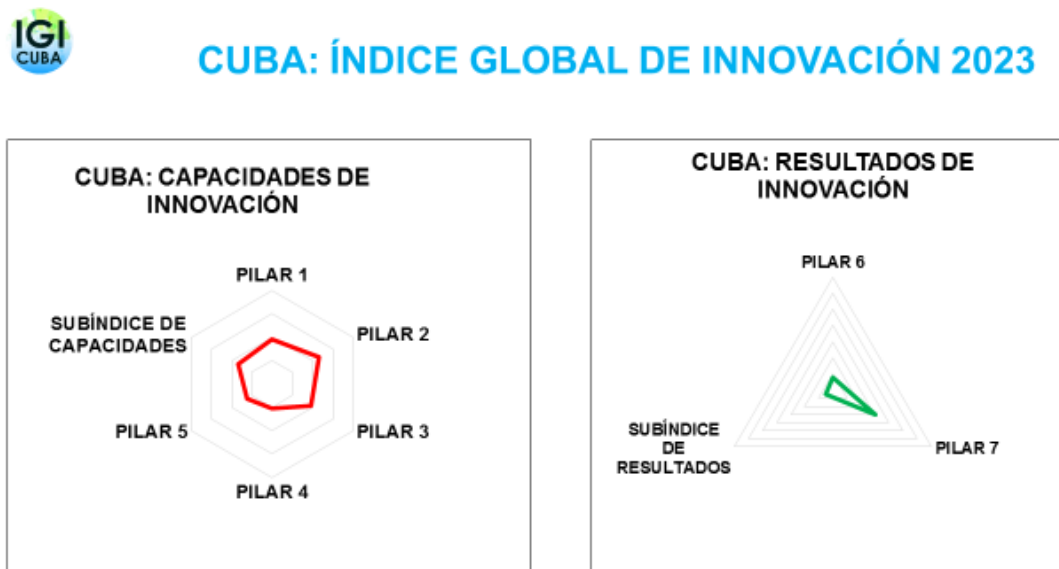 IGI
CUBA
CUBA: ÍNDICE GLOBAL DE INNOVACIÓN 2023
CUBA: CAPACIDADES DE
INNOVACIÓN
PILAR 1
PILAR 2
PILAR 3
PILAR 4
PILAR 5
SUBÍNDICE DE
CAPACIDADES
CUBA: RESULTADOS DE
INNOVACIÓN
PILAR 6
PILAR 7
SUBÍNDICE
DE
RESULTADOS